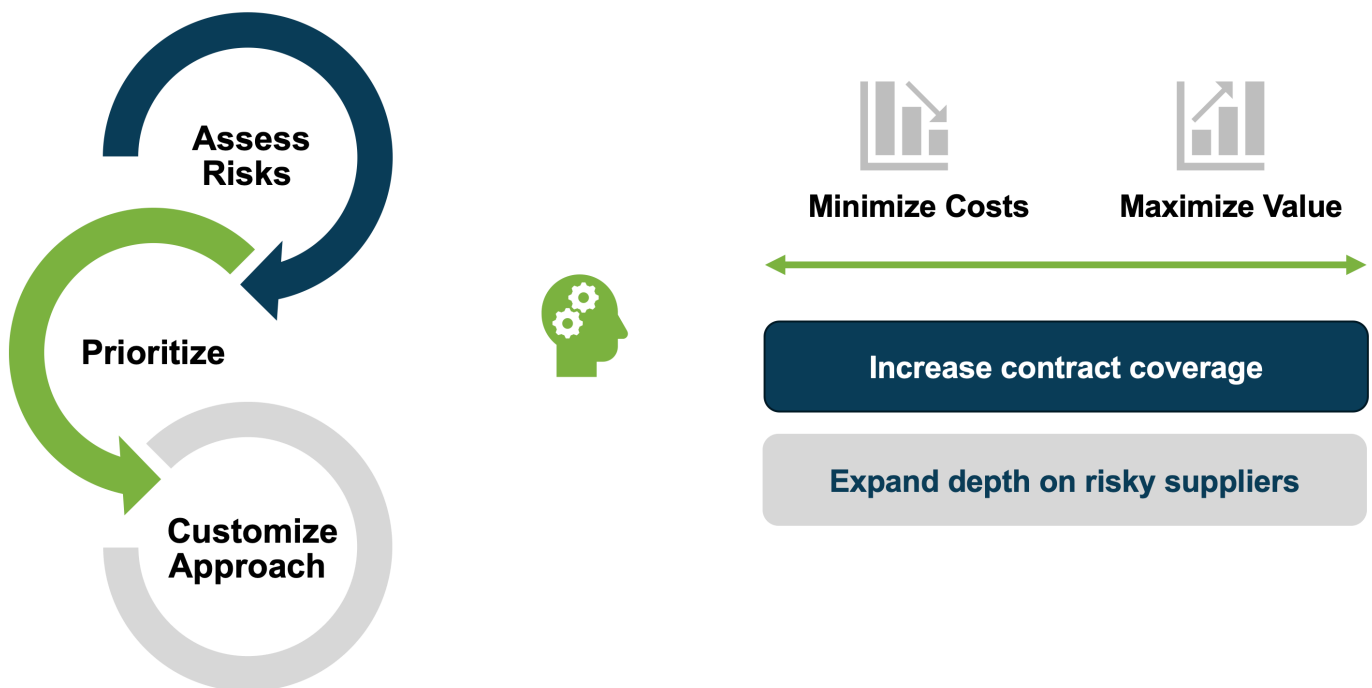 Assess
Risks
Prioritize
Customize
Approach
Minimize Costs
Maximize Value
Increase contract coverage
Expand depth on risky suppliers